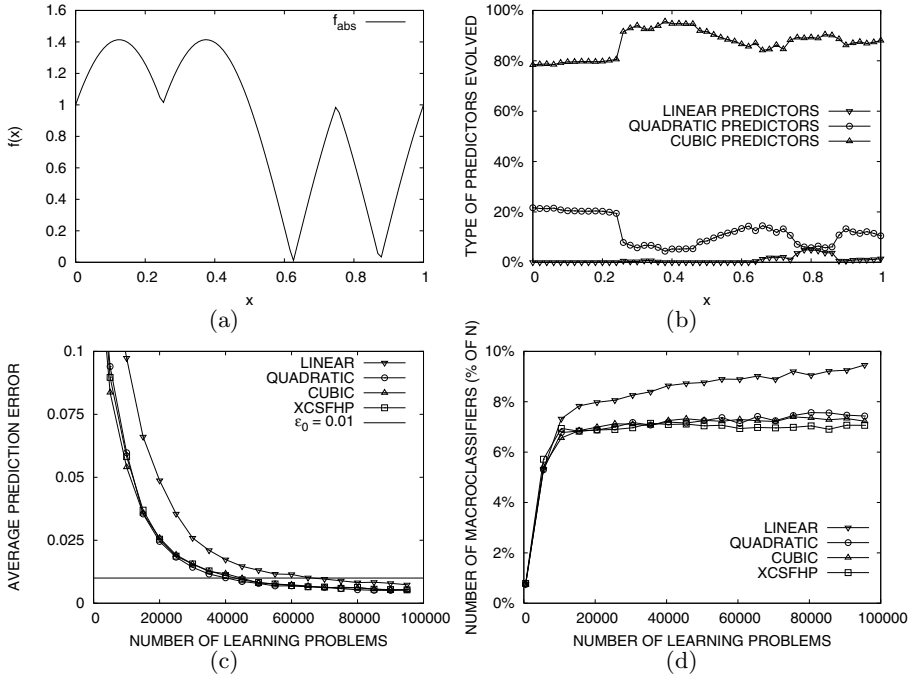 f_abs
1.6
1.4
1.2
1
0.8
0.6
0.4
0.2
0
0 0.2 0.4 0.6 0.8 1
f(x)
x
(a)
100%
80%
60%
40%
20%
0%
0 0.2 0.4 0.6 0.8 1
TYPE OF PREDICTORS EVOLVED
LINEAR PREDICTORS
QUADRATIC PREDICTORS
CUBIC PREDICTORS
x
(b)
0.1
0.075
0.05
0.025
0
0 20000 40000 60000 80000 100000
AVERAGE PREDICTION ERROR
LINEAR
QUADRATIC
CUBIC
XCSFHP
ε₀ = 0.01
NUMBER OF LEARNING PROBLEMS
(c)
10%
8%
6%
4%
2%
0%
0 20000 40000 60000 80000 100000
NUMBER OF MACROCLASSIFIERS (% OF N)
LINEAR
QUADRATIC
CUBIC
XCSFHP
NUMBER OF LEARNING PROBLEMS
(d)